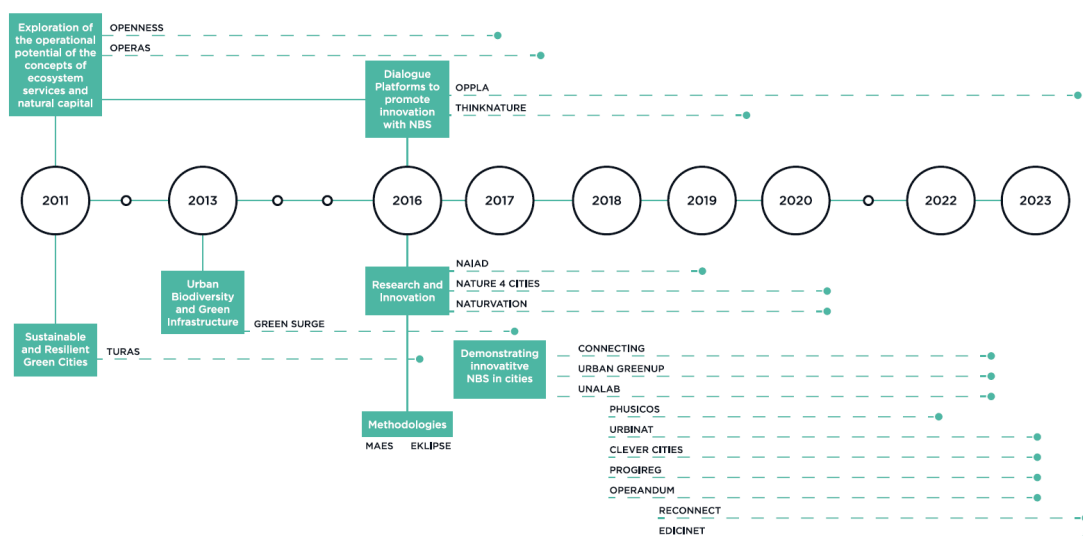 Exploration of
the operational
potential of the
concepts of
ecosystem
services and
natural capital
OPENNESS
OPERAS
Dialogue
Platforms to
promote
innovation
with NBS
OPPLA
THINKNATURE
2011
2013
2016
2017
2018
2019
2020
2022
2023
Urban
Biodiversity
and Green
Infrastructure
GREEN SURGE
Sustainable
and Resilient
Green Cities
TURAS
Research and
Innovation
NAIAD
NATURE 4 CITIES
NATURVATION
Demonstrating
innovatitve
NBS in cities
CONNECTING
URBAN GREENUP
UNALAB
Methodologies
MAES EKLIPSE
PHUSICOS
URBINAT
CLEVER CITIES
PROGIREG
OPERANDUM
RECONNECT
EDICINET